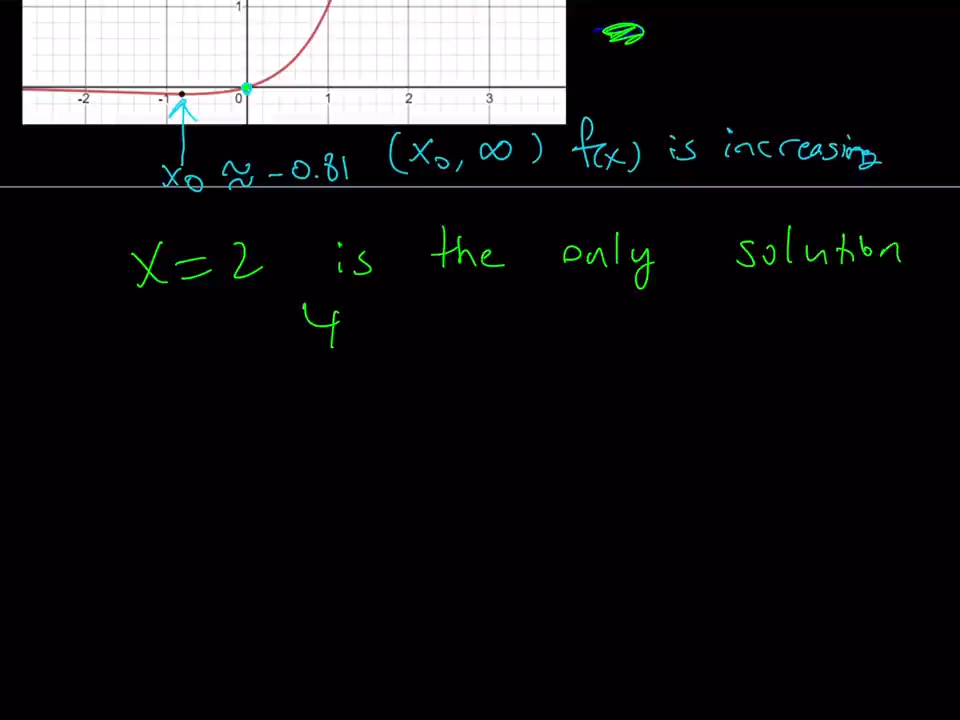 1
-2 -1 0 1 2 3
x₀ ≈ -0.81 (x₀, ∞) f(x) is increasing
x=2 is the only solution
4